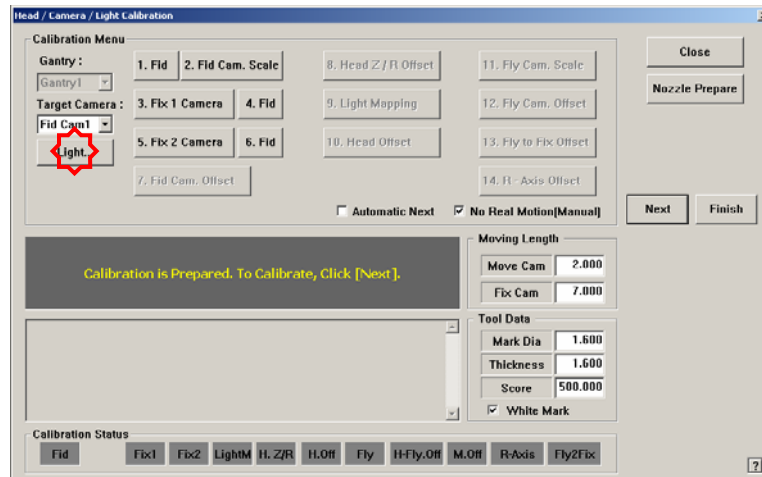 Head / Camera / Light Calibration
Calibration Menu
Gantry :
Gantry1
Target Camera :
Fid Cam1
Light..
1. Fid
2. Fid Cam. Scale
3. Fix 1 Camera
4. Fid
5. Fix 2 Camera
6. Fid
7. Fid Cam. Offset
8. Head Z / R Offset
9. Light Mapping
10. Head Offset
11. Fly Cam. Scale
12. Fly Cam. Offset
13. Fly to Fix Offset
14. R - Axis Offset
Automatic Next
No Real Motion(Manual)
Close
Nozzle Prepare
Next
Finish
Calibration is Prepared. To Calibrate, Click [Next].
Moving Length
Move Cam 2.000
Fix Cam 7.000
Tool Data
Mark Dia 1.600
Thickness 1.600
Score 500.000
White Mark
Calibration Status
Fid Fix1 Fix2 LightM H. Z/R H.Off Fly H-Fly.Off M.Off R-Axis Fly2Fix
?